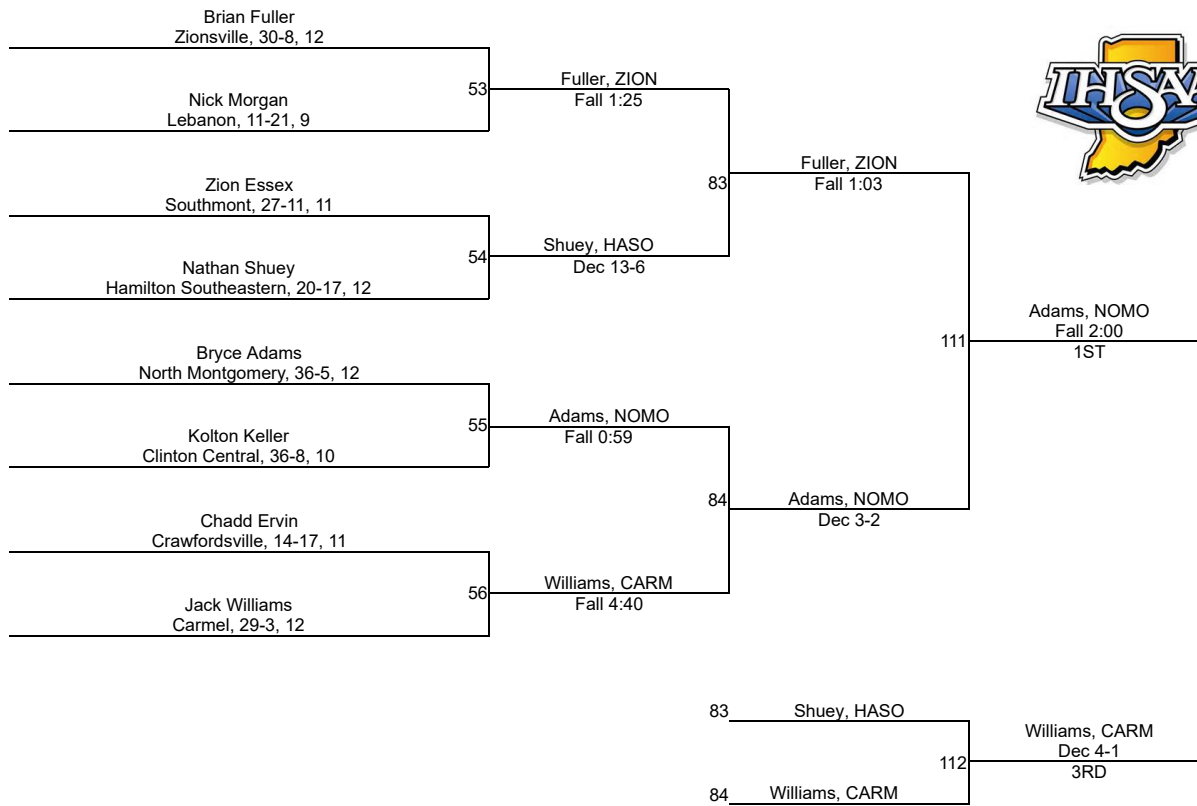 Brian Fuller
Zionsville, 30-8, 12
53
Fuller, ZION
Fall 1:25
Nick Morgan
Lebanon, 11-21, 9
83
Fuller, ZION
Fall 1:03
Zion Essex
Southmont, 27-11, 11
54
Shuey, HASO
Dec 13-6
Nathan Shuey
Hamilton Southeastern, 20-17, 12
111
Adams, NOMO
Fall 2:00
1ST
Bryce Adams
North Montgomery, 36-5, 12
55
Adams, NOMO
Fall 0:59
Kolton Keller
Clinton Central, 36-8, 10
84
Adams, NOMO
Dec 3-2
Chadd Ervin
Crawfordsville, 14-17, 11
56
Williams, CARM
Fall 4:40
Jack Williams
Carmel, 29-3, 12
83
Shuey, HASO
112
Williams, CARM
Dec 4-1
3RD
84
Williams, CARM
IHSAA